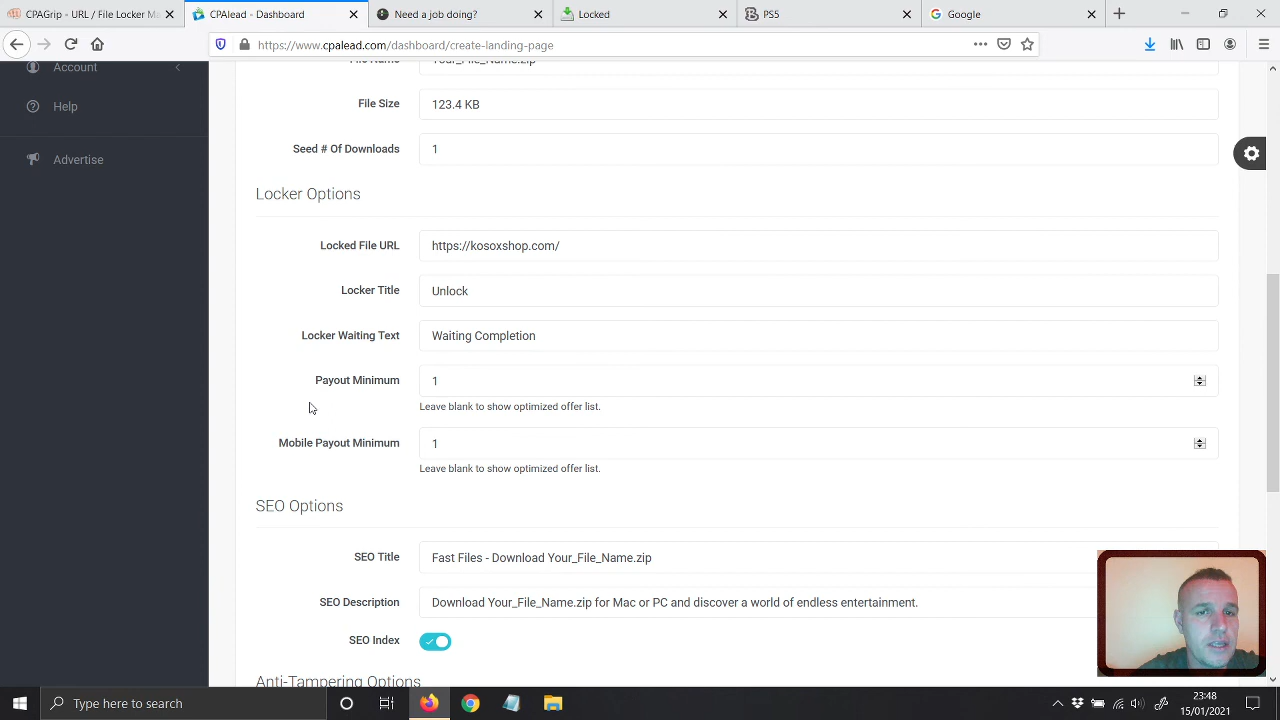 CPAGrip - URL / File Locker Mo
CPAlead - Dashboard
Need a job doing?
Locked
PS5
Google
https://www.cpalead.com/dashboard/create-landing-page
Account
Help
Advertise
File Name
Your_File_Name.zip
File Size
123.4 KB
Seed # Of Downloads
1
Locker Options
Locked File URL
https://kosoxshop.com/
Locker Title
Unlock
Locker Waiting Text
Waiting Completion
Payout Minimum
1
Leave blank to show optimized offer list.
Mobile Payout Minimum
1
Leave blank to show optimized offer list.
SEO Options
SEO Title
Fast Files - Download Your_File_Name.zip
SEO Description
Download Your_File_Name.zip for Mac or PC and discover a world of endless entertainment.
SEO Index
Anti-Tampering Options
Type here to search
23:48
15/01/2021